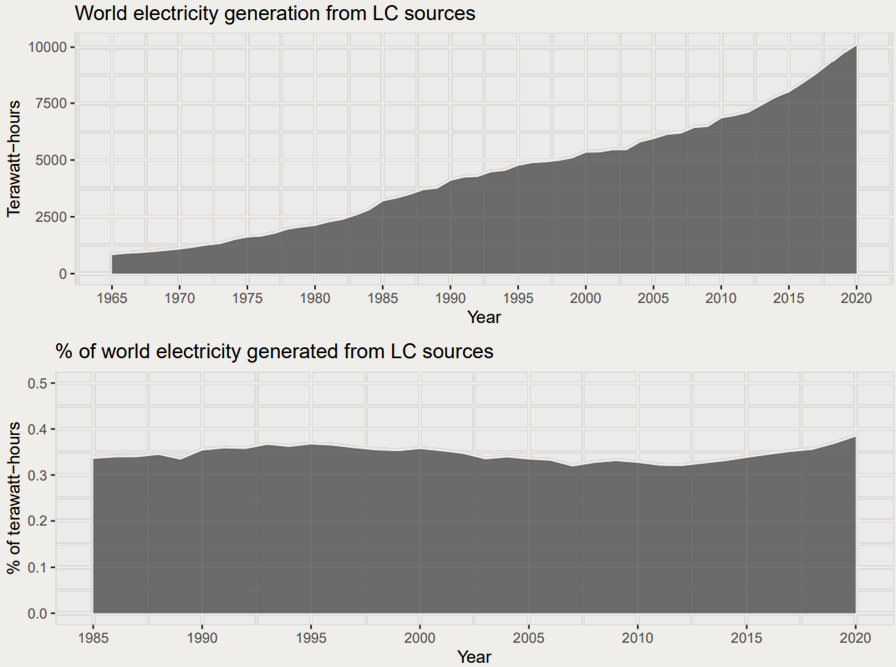 World electricity generation from LC sources
10000
7500
5000
2500
0
Terawatt−hours
1965 1970 1975 1980 1985 1990 1995 2000 2005 2010 2015 2020
Year
% of world electricity generated from LC sources
0.5
0.4
0.3
0.2
0.1
0.0
% of terawatt−hours
1985 1990 1995 2000 2005 2010 2015 2020
Year